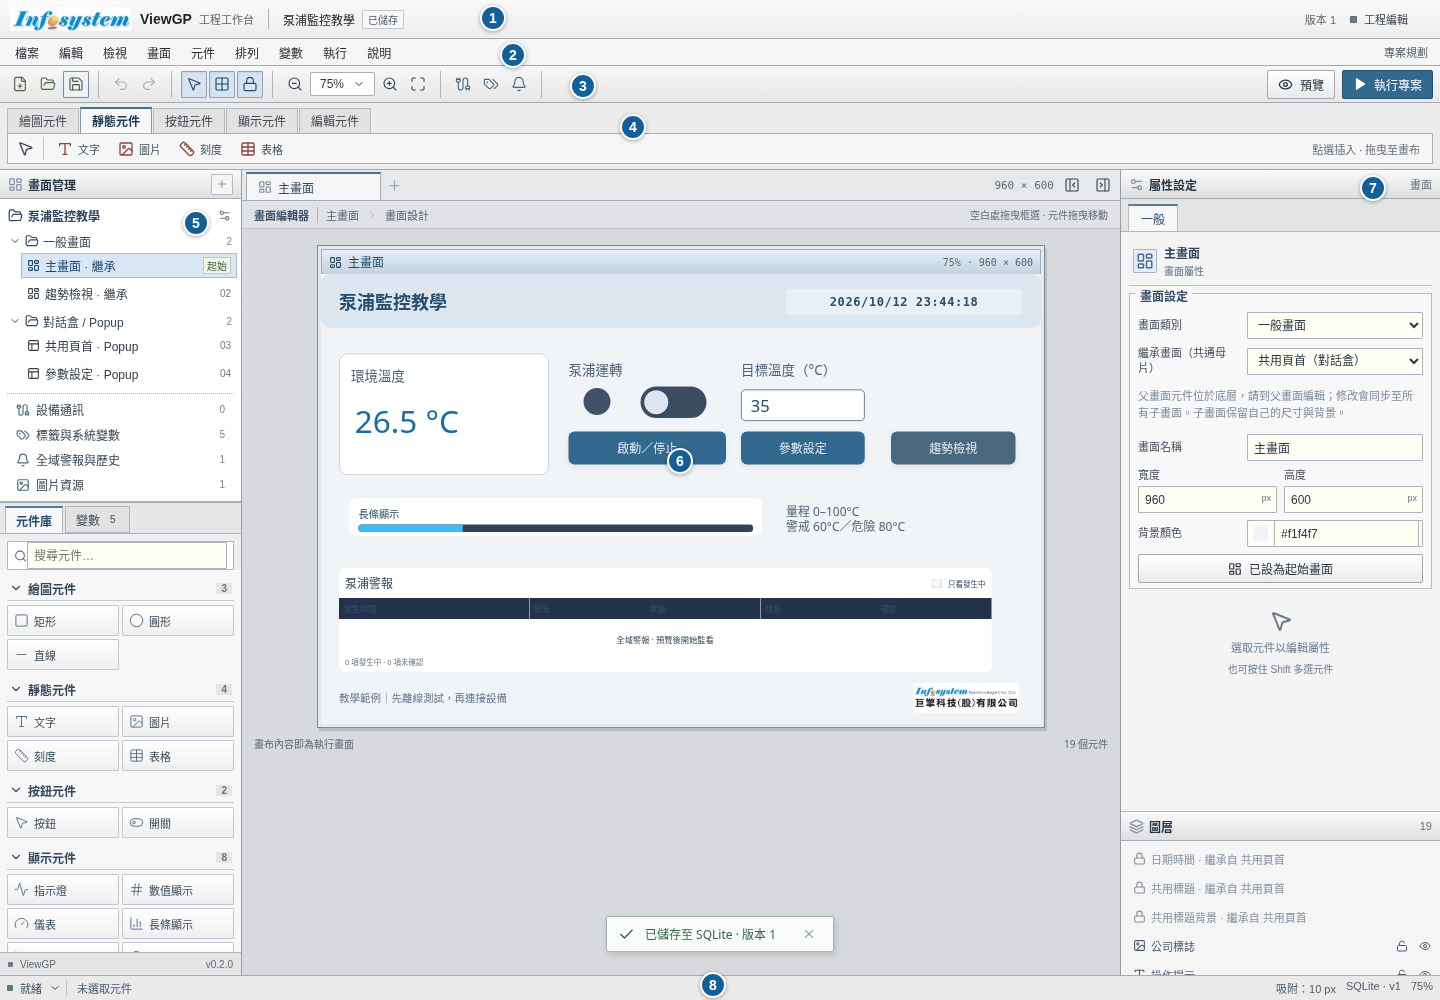 Infosystem ViewGP 工程工作台 泵浦監控教學 已儲存 1 版本 1 工程編輯
檔案 編輯 檢視 畫面 元件 排列 變數 執行 說明 2 專案規劃
75% 3 預覽 執行專案
繪圖元件 靜態元件 按鈕元件 顯示元件 編輯元件 4
文字 圖片 刻度 表格 點選插入 · 拖曳至畫布
畫面管理 +
泵浦監控教學 5
一般畫面 2
主畫面 · 繼承 起始
趨勢檢視 · 繼承 02
對話盒 / Popup 2
共用頁首 · Popup 03
參數設定 · Popup 04
設備通訊 0
標籤與系統變數 5
全域警報與歷史 1
圖片資源 1
元件庫 變數 5
搜尋元件…
繪圖元件 3
矩形 圓形
直線
靜態元件 4
文字 圖片
刻度 表格
按鈕元件 2
按鈕 開關
顯示元件 8
指示燈 數值顯示
儀表 長條顯示
ViewGP v0.2.0
主畫面 + 960 × 600
畫面編輯器 主畫面 畫面設計 空白處拖曳框選 · 元件拖曳移動
主畫面 75% · 960 × 600
泵浦監控教學 2026/10/12 23:44:18
環境溫度 泵浦運轉 目標溫度（°C）
26.5 °C 35
啟動／停止 參數設定 趨勢檢視
6
長條顯示 量程 0–100°C
警戒 60°C／危險 80°C
泵浦警報 只看發生中
發生時間 訊息 等級 狀態 確認
全域警報 · 預覽後開始監看
0 項發生中 · 0 項未確認
教學範例｜先離線測試，再連接設備
Infosystem Technology Co.
巨擎科技(股)有限公司
畫布內容即為執行畫面 19 個元件
已儲存至 SQLite · 版本 1
屬性設定 7 畫面
一般
主畫面
畫面屬性
畫面設定
畫面類別 一般畫面
繼承畫面（共通母片） 共用頁首（對話盒）
父畫面元件位於底層，請到父畫面編輯；修改會同步至所
有子畫面。子畫面保留自己的尺寸與背景。
畫面名稱 主畫面
寬度 高度
960 px 600 px
背景顏色 #f1f4f7
已設為起始畫面
選取元件以編輯屬性
也可按住 Shift 多選元件
圖層 19
日期時間 · 繼承自 共用頁首
共用標題 · 繼承自 共用頁首
共用標題背景 · 繼承自 共用頁首
公司標誌
操作提示
就緒 未選取元件 8 吸附：10 px SQLite · v1 75%